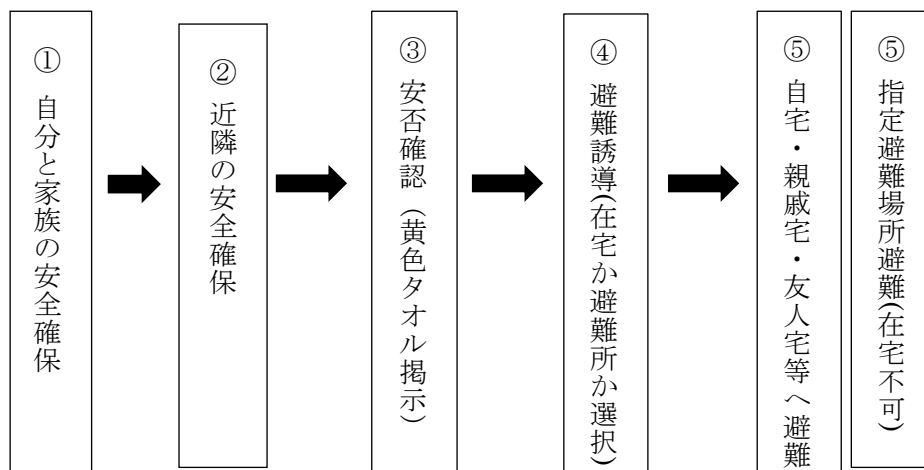 ① 自分と家族の安全確保
② 近隣の安全確保
③ 安否確認（黄色タオル掲示）
④ 避難誘導(在宅か避難所か選択)
⑤ 自宅・親戚宅・友人宅等へ避難
⑤ 指定避難場所避難(在宅不可)